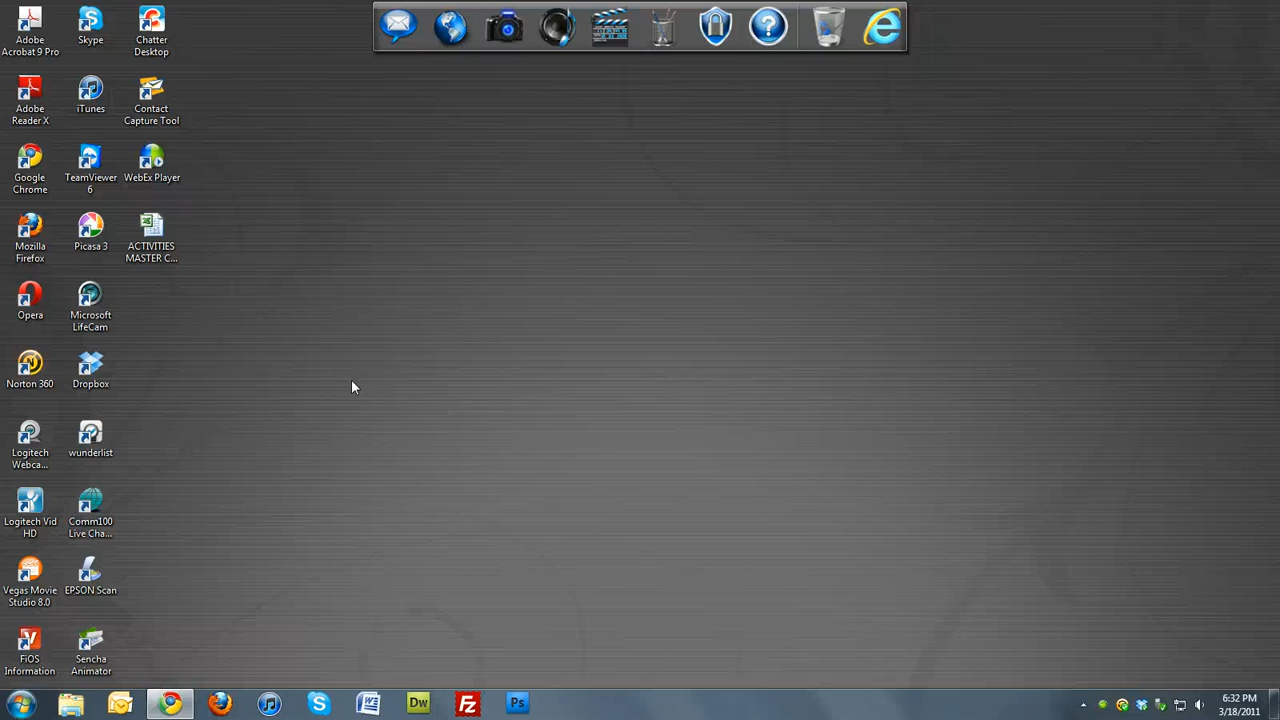 Adobe
Acrobat 9 Pro
Skype
Chatter
Desktop
Adobe
Reader X
iTunes
Contact
Capture Tool
Google
Chrome
TeamViewer
6
WebEx Player
Mozilla
Firefox
Picasa 3
ACTIVITIES
MASTER C...
Opera
Microsoft
LifeCam
Norton 360
Dropbox
Logitech
Webca...
wunderlist
Logitech Vid
HD
Comm100
Live Cha...
Vegas Movie
Studio 8.0
EPSON Scan
FiOS
Information
Sencha
Animator
Dw
Fz
Ps
6:32 PM
3/18/2011